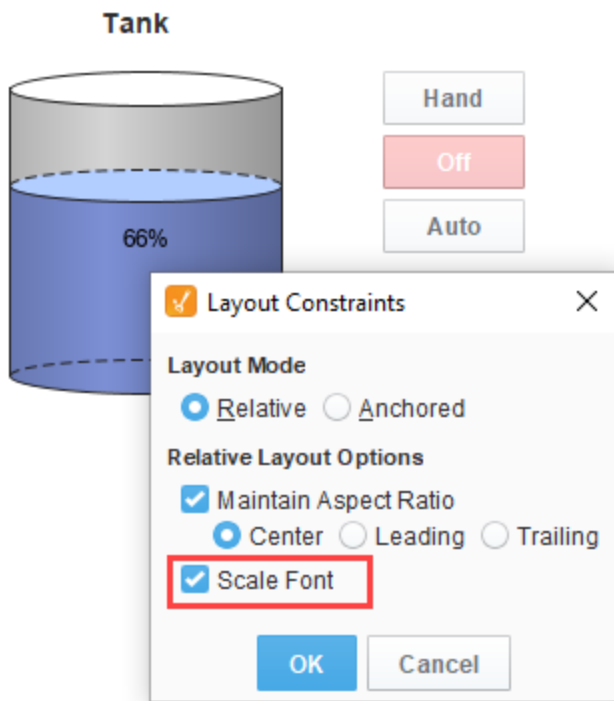 Tank
Hand
Off
Auto
66%
Layout Constraints
Layout Mode
Relative Anchored
Relative Layout Options
Maintain Aspect Ratio
Center Leading Trailing
Scale Font
OK Cancel